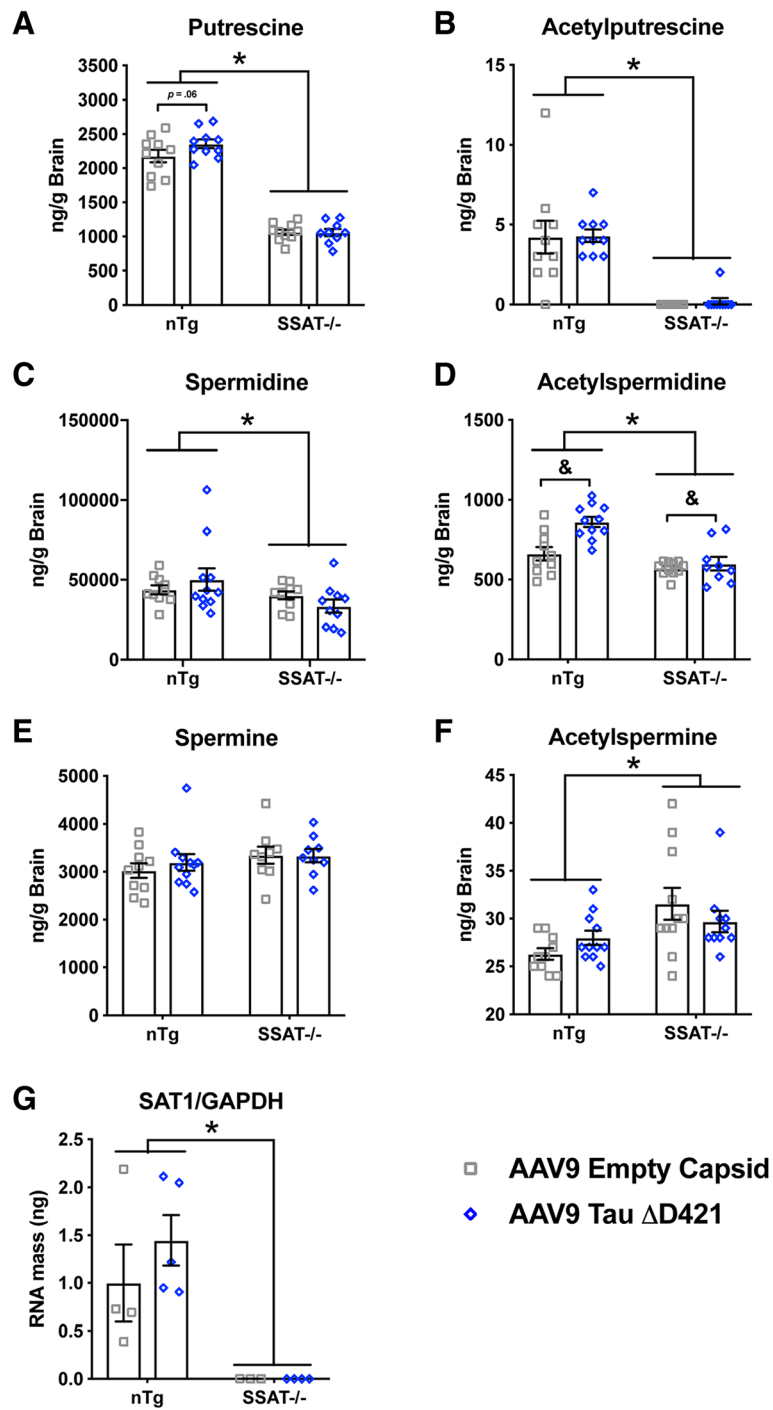 A
Putrescine
*
p = .06
3500
3000
2500
2000
1500
1000
500
0
ng/g Brain
nTg
SSAT-/-
B
Acetylputrescine
*
15
10
5
0
ng/g Brain
nTg
SSAT-/-
C
Spermidine
*
150000
100000
50000
0
ng/g Brain
nTg
SSAT-/-
D
Acetylspermidine
*
&
&
1500
1000
500
0
ng/g Brain
nTg
SSAT-/-
E
Spermine
5000
4000
3000
2000
1000
0
ng/g Brain
nTg
SSAT-/-
F
Acetylspermine
*
45
40
35
30
25
20
ng/g Brain
nTg
SSAT-/-
G
SAT1/GAPDH
*
2.5
2.0
1.5
1.0
0.5
0.0
RNA mass (ng)
nTg
SSAT-/-
AAV9 Empty Capsid
AAV9 Tau ΔD421